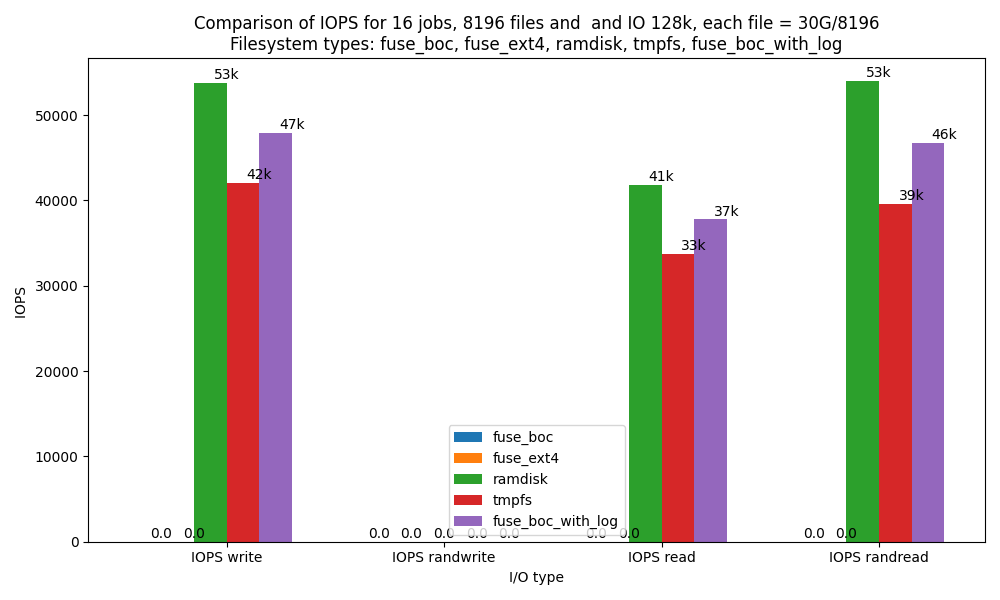 Comparison of IOPS for 16 jobs, 8196 files and  and IO 128k, each file = 30G/8196
Filesystem types: fuse_boc, fuse_ext4, ramdisk, tmpfs, fuse_boc_with_log
IOPS
50000
40000
30000
20000
10000
0
0.0 0.0 53k 42k 47k
0.0 0.0 0.0 0.0 0.0
0.0 0.0 41k 33k 37k
0.0 0.0 53k 39k 46k
fuse_boc
fuse_ext4
ramdisk
tmpfs
fuse_boc_with_log
IOPS write IOPS randwrite IOPS read IOPS randread
I/O type